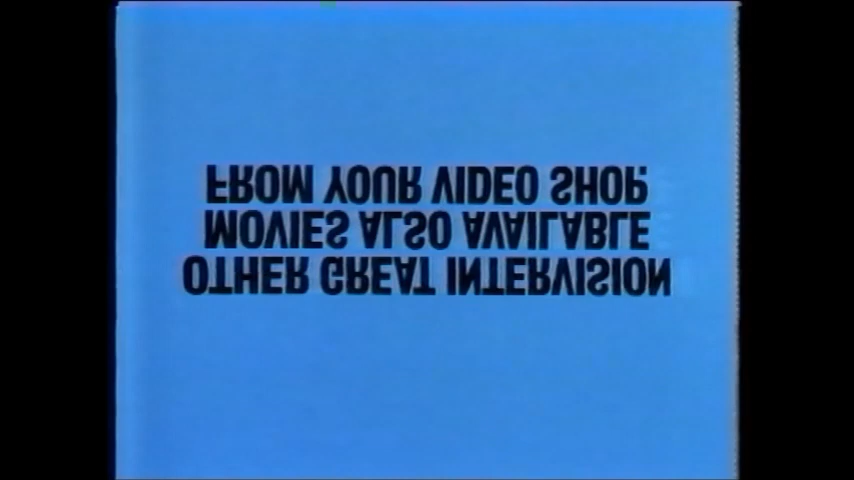 OTHER GREAT INTERVISION
MOVIES ALSO AVAILABLE
FROM YOUR VIDEO SHOP.